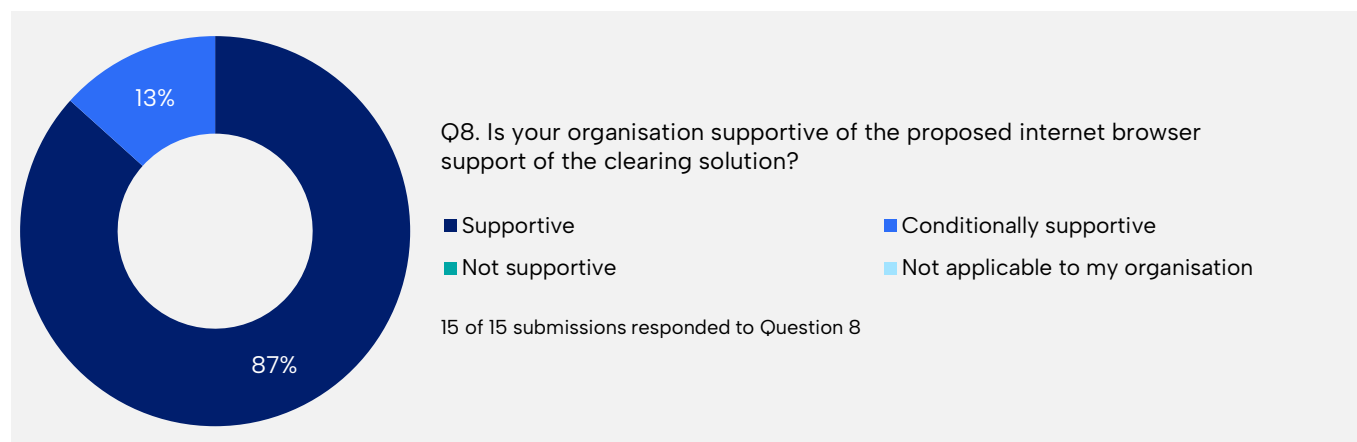 13%
87%
Q8. Is your organisation supportive of the proposed internet browser
support of the clearing solution?
Supportive
Conditionally supportive
Not supportive
Not applicable to my organisation
15 of 15 submissions responded to Question 8